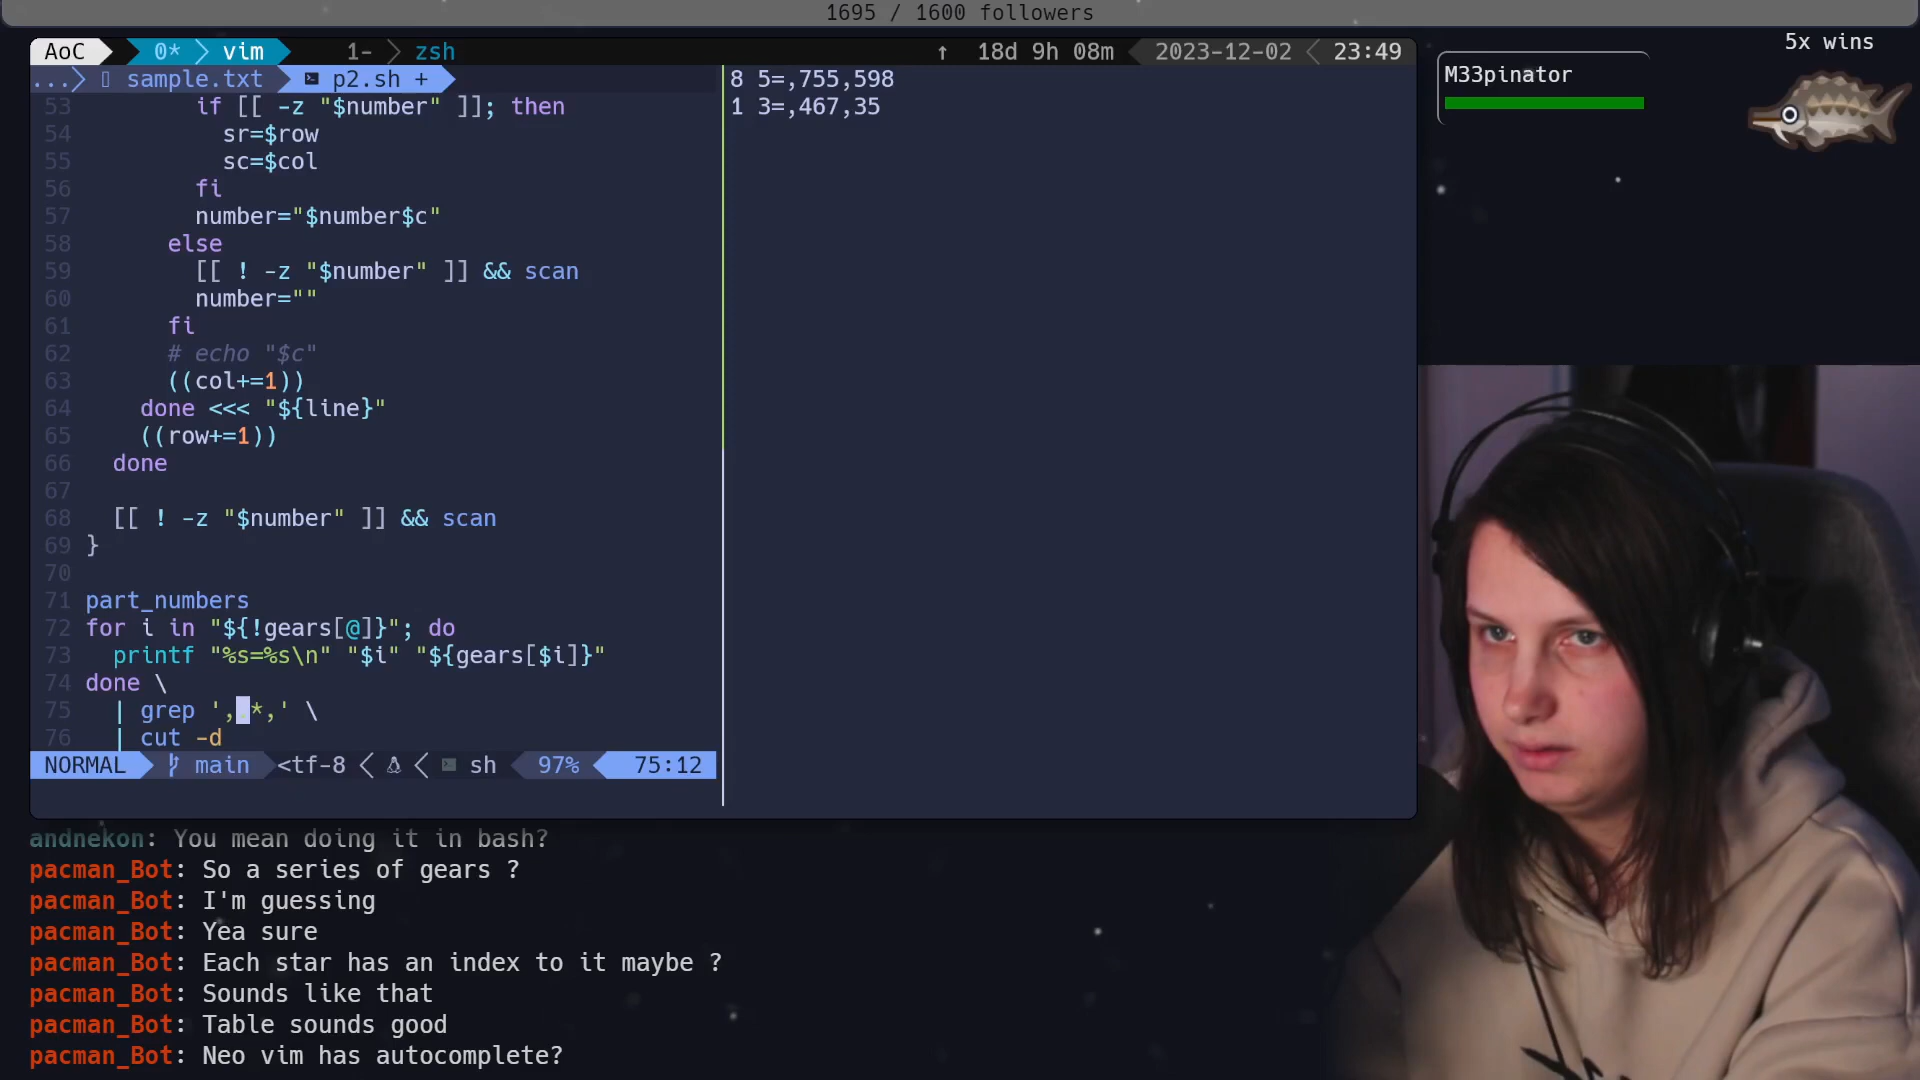 1695 / 1600 followers
AoC 0* vim 1- zsh ↑ 18d 9h 08m 2023-12-02 23:49
5x wins
M33pinator
... sample.txt p2.sh +
53 if [[ -z "$number" ]]; then
54 sr=$row
55 sc=$col
56 fi
57 number="$number$c"
58 else
59 [[ ! -z "$number" ]] && scan
60 number=""
61 fi
62 # echo "$c"
63 ((col+=1))
64 done <<< "${line}"
65 ((row+=1))
66 done
67
68 [[ ! -z "$number" ]] && scan
69 }
70
71 part_numbers
72 for i in "${!gears[@]}"; do
73 printf "%s=%s\n" "$i" "${gears[$i]}"
74 done \
75 | grep ',.*,' \
76 | cut -d
NORMAL main <tf-8 sh 97% 75:12
8 5=,755,598
1 3=,467,35
andnekon: You mean doing it in bash?
pacman_Bot: So a series of gears ?
pacman_Bot: I'm guessing
pacman_Bot: Yea sure
pacman_Bot: Each star has an index to it maybe ?
pacman_Bot: Sounds like that
pacman_Bot: Table sounds good
pacman_Bot: Neo vim has autocomplete?